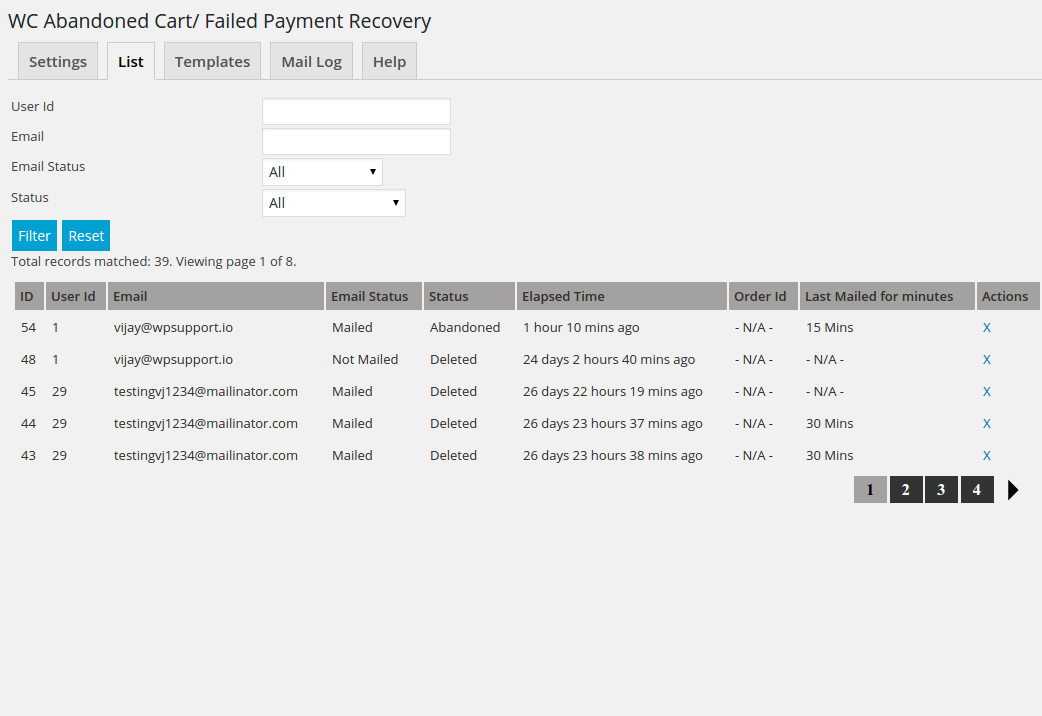 WC Abandoned Cart/ Failed Payment Recovery
Settings List Templates Mail Log Help
User Id
Email
Email Status All
Status All
Filter Reset
Total records matched: 39. Viewing page 1 of 8.
ID User Id Email Email Status Status Elapsed Time Order Id Last Mailed for minutes Actions
54 1 vijay@wpsupport.io Mailed Abandoned 1 hour 10 mins ago - N/A - 15 Mins X
48 1 vijay@wpsupport.io Not Mailed Deleted 24 days 2 hours 40 mins ago - N/A - - N/A - X
45 29 testingvj1234@mailinator.com Mailed Deleted 26 days 22 hours 19 mins ago - N/A - - N/A - X
44 29 testingvj1234@mailinator.com Mailed Deleted 26 days 23 hours 37 mins ago - N/A - 30 Mins X
43 29 testingvj1234@mailinator.com Mailed Deleted 26 days 23 hours 38 mins ago - N/A - 30 Mins X
1 2 3 4